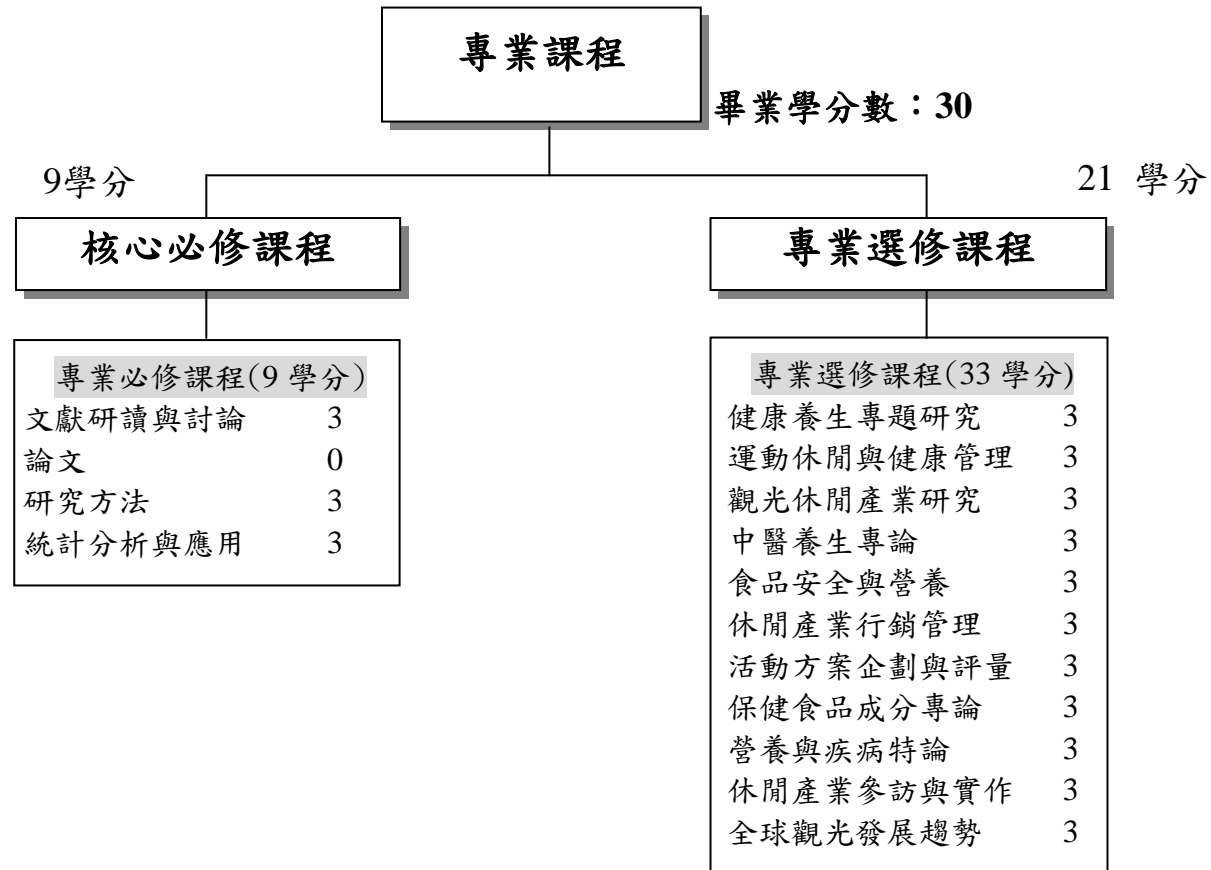 專業課程
畢業學分數：30
9學分
21 學分
核心必修課程
專業選修課程
專業必修課程(9 學分)
文獻研讀與討論 3
論文 0
研究方法 3
統計分析與應用 3
專業選修課程(33 學分)
健康養生專題研究 3
運動休閒與健康管理 3
觀光休閒產業研究 3
中醫養生專論 3
食品安全與營養 3
休閒產業行銷管理 3
活動方案企劃與評量 3
保健食品成分專論 3
營養與疾病特論 3
休閒產業參訪與實作 3
全球觀光發展趨勢 3